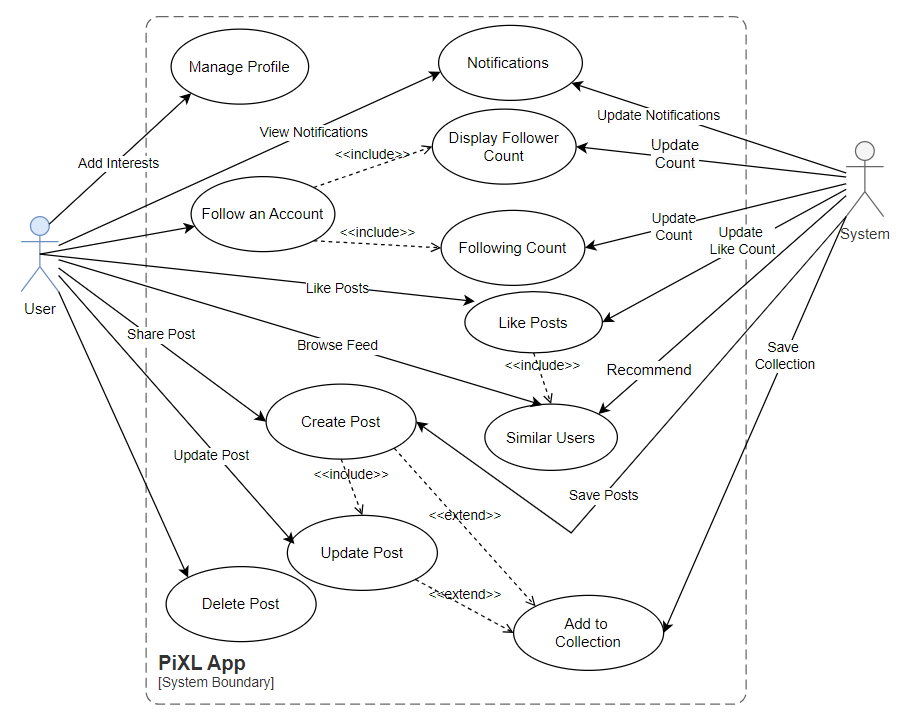 Manage Profile
Notifications
Update Notifications
View Notifications
Display Follower
Count
<<include>>
Update
Count
Add Interests
Follow an Account
Update
Count
<<include>>
Following Count
Update
Like Count
System
Like Posts
User
Like Posts
Share Post
Browse Feed
Save
Collection
<<include>>
Recommend
Create Post
Similar Users
Update Post
<<include>>
Save Posts
<<extend>>
Update Post
<<extend>>
Delete Post
Add to
Collection
PiXL App
[System Boundary]